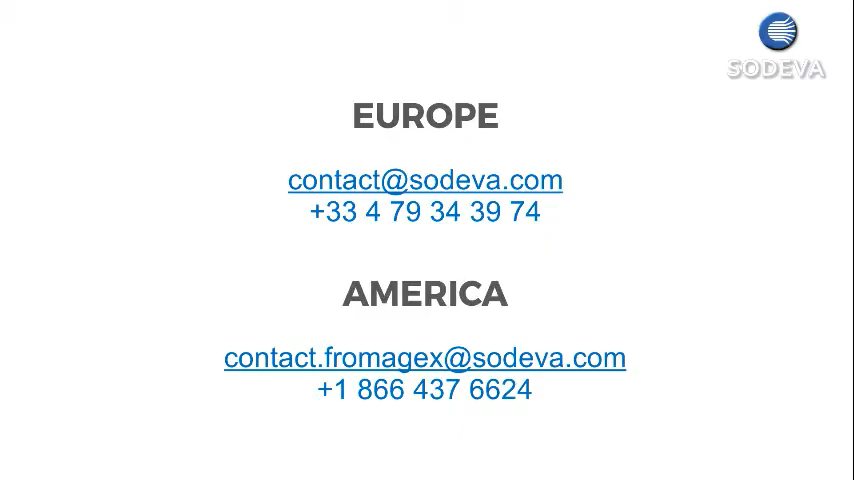 SODEVA
EUROPE
contact@sodeva.com
+33 4 79 34 39 74
AMERICA
contact.fromagex@sodeva.com
+1 866 437 6624